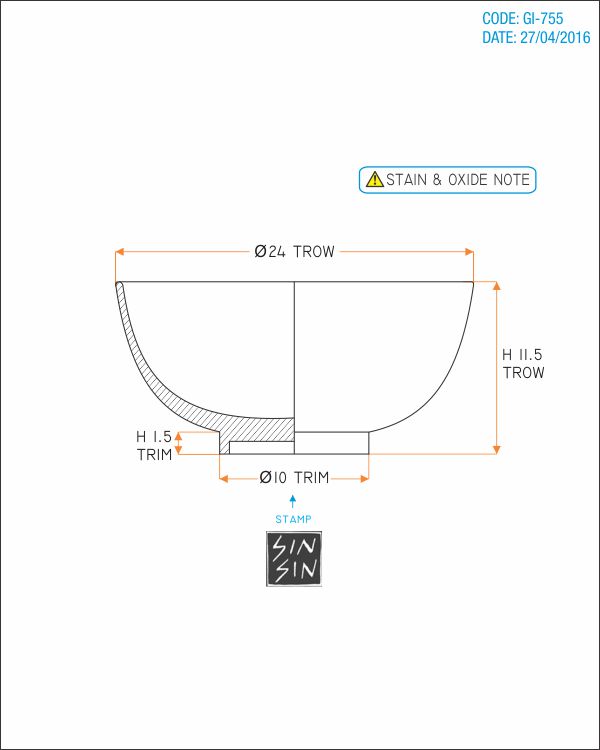 CODE: GI-755
DATE: 27/04/2016
STAIN & OXIDE NOTE
Ø24 TROW
H 11.5
TROW
H 1.5
TRIM
Ø10 TRIM
STAMP
SIN
SIN